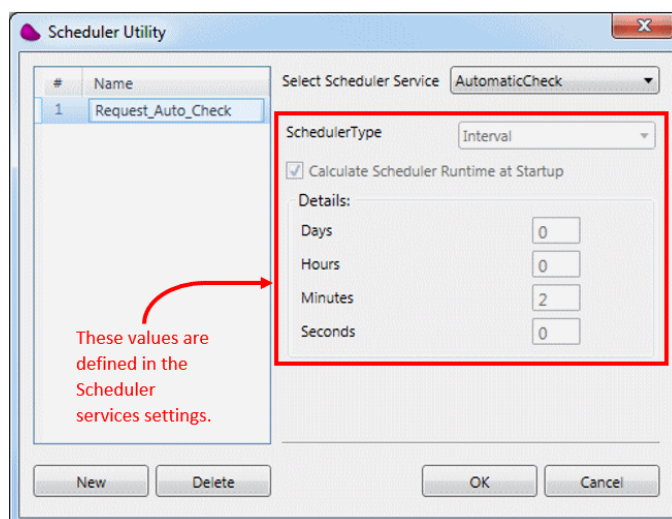 Scheduler Utility
# Name
1 Request_Auto_Check
Select Scheduler Service AutomaticCheck
SchedulerType Interval
Calculate Scheduler Runtime at Startup
Details:
Days 0
Hours 0
Minutes 2
Seconds 0
These values are
defined in the
Scheduler
services settings.
New Delete OK Cancel